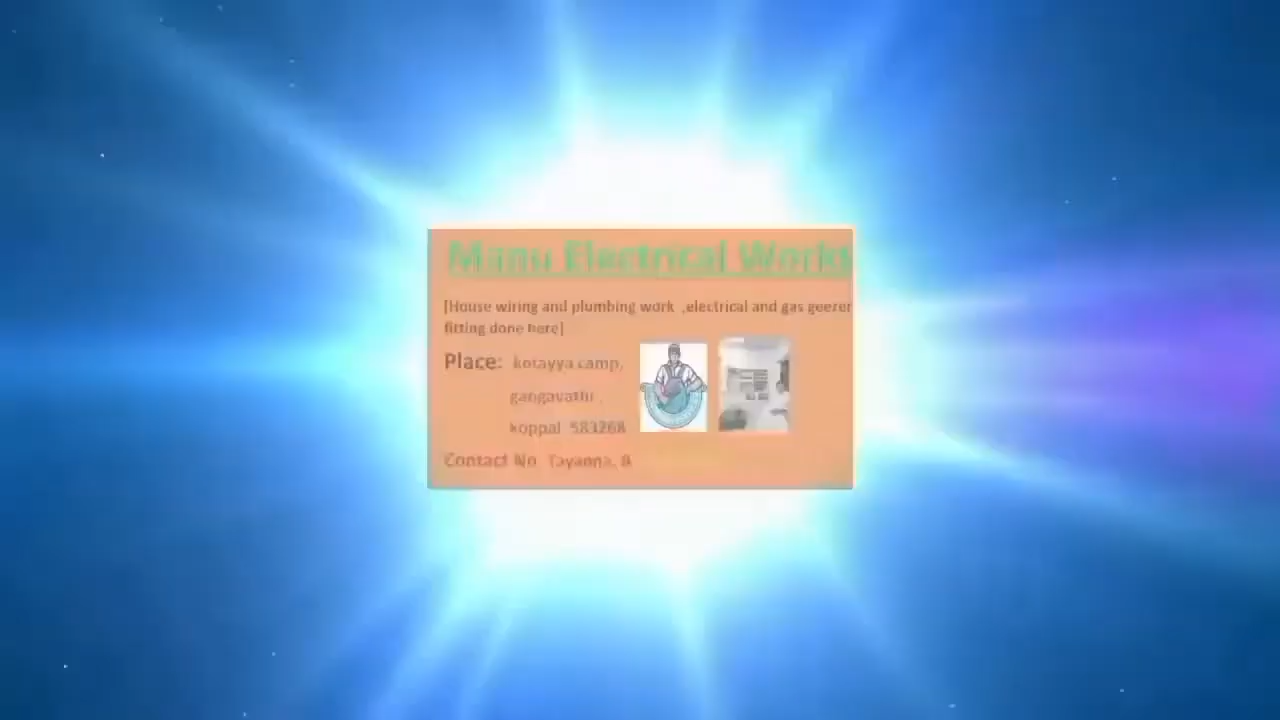 Manu Electrical Works
[House wiring and plumbing work ,electrical and gas geezer
fitting done here]
Place: kotayya camp,
gangavathi ,
koppal 583268
Contact No Tayanna. B